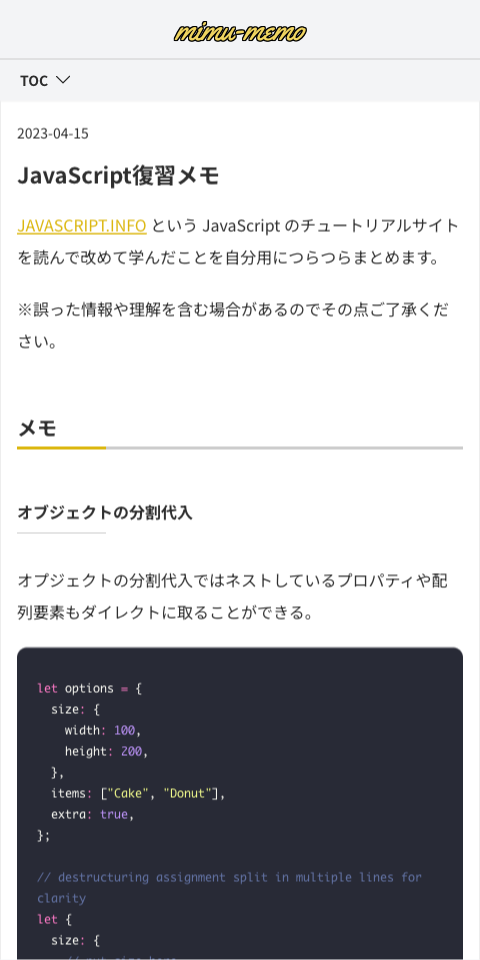 mimu-memo
TOC
2023-04-15
JavaScript復習メモ
JAVASCRIPT.INFO という JavaScript のチュートリアルサイト
を読んで改めて学んだことを自分用につらつらまとめます。
※誤った情報や理解を含む場合があるのでその点ご了承くだ
さい。
メモ
オブジェクトの分割代入
オブジェクトの分割代入ではネストしているプロパティや配
列要素もダイレクトに取ることができる。
let options = {
  size: {
    width: 100,
    height: 200,
  },
  items: ["Cake", "Donut"],
  extra: true,
};
// destructuring assignment split in multiple lines for
clarity
let {
  size: {